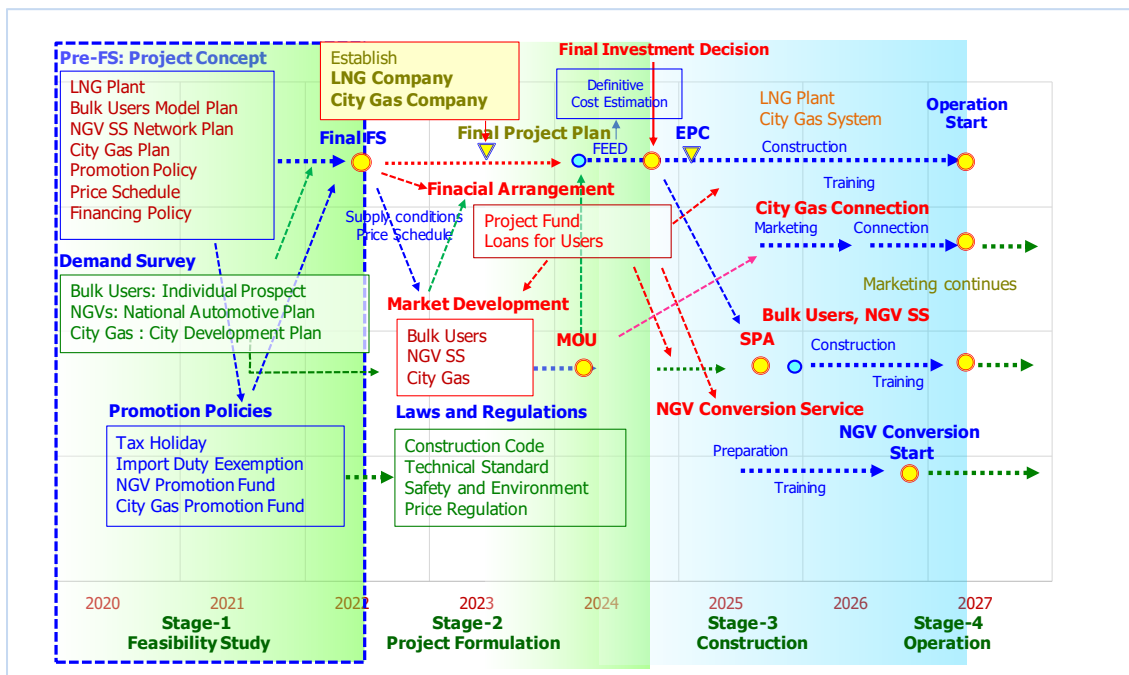 Pre-FS: Project Concept
LNG Plant
Bulk Users Model Plan
NGV SS Network Plan
City Gas Plan
Promotion Policy
Price Schedule
Financing Policy
Demand Survey
Bulk Users: Individual Prospect
NGVs: National Automotive Plan
City Gas : City Development Plan
Promotion Policies
Tax Holiday
Import Duty Eexemption
NGV Promotion Fund
City Gas Promotion Fund
Establish
LNG Company
City Gas Company
Final FS
Final Project Plan
Final Investment Decision
Definitive
Cost Estimation
FEED
EPC
LNG Plant
City Gas System
Operation
Start
Construction
Training
Finacial Arrangement
Project Fund
Loans for Users
Supply conditions
Price Schedule
Market Development
Bulk Users
NGV SS
City Gas
MOU
Laws and Regulations
Construction Code
Technical Standard
Safety and Environment
Price Regulation
City Gas Connection
Marketing
Connection
Marketing continues
Bulk Users, NGV SS
SPA
Construction
Training
NGV Conversion Service
NGV Conversion
Start
Preparation
Training
2020
2021
2022
2023
2024
2025
2026
2027
Stage-1
Feasibility Study
Stage-2
Project Formulation
Stage-3
Construction
Stage-4
Operation